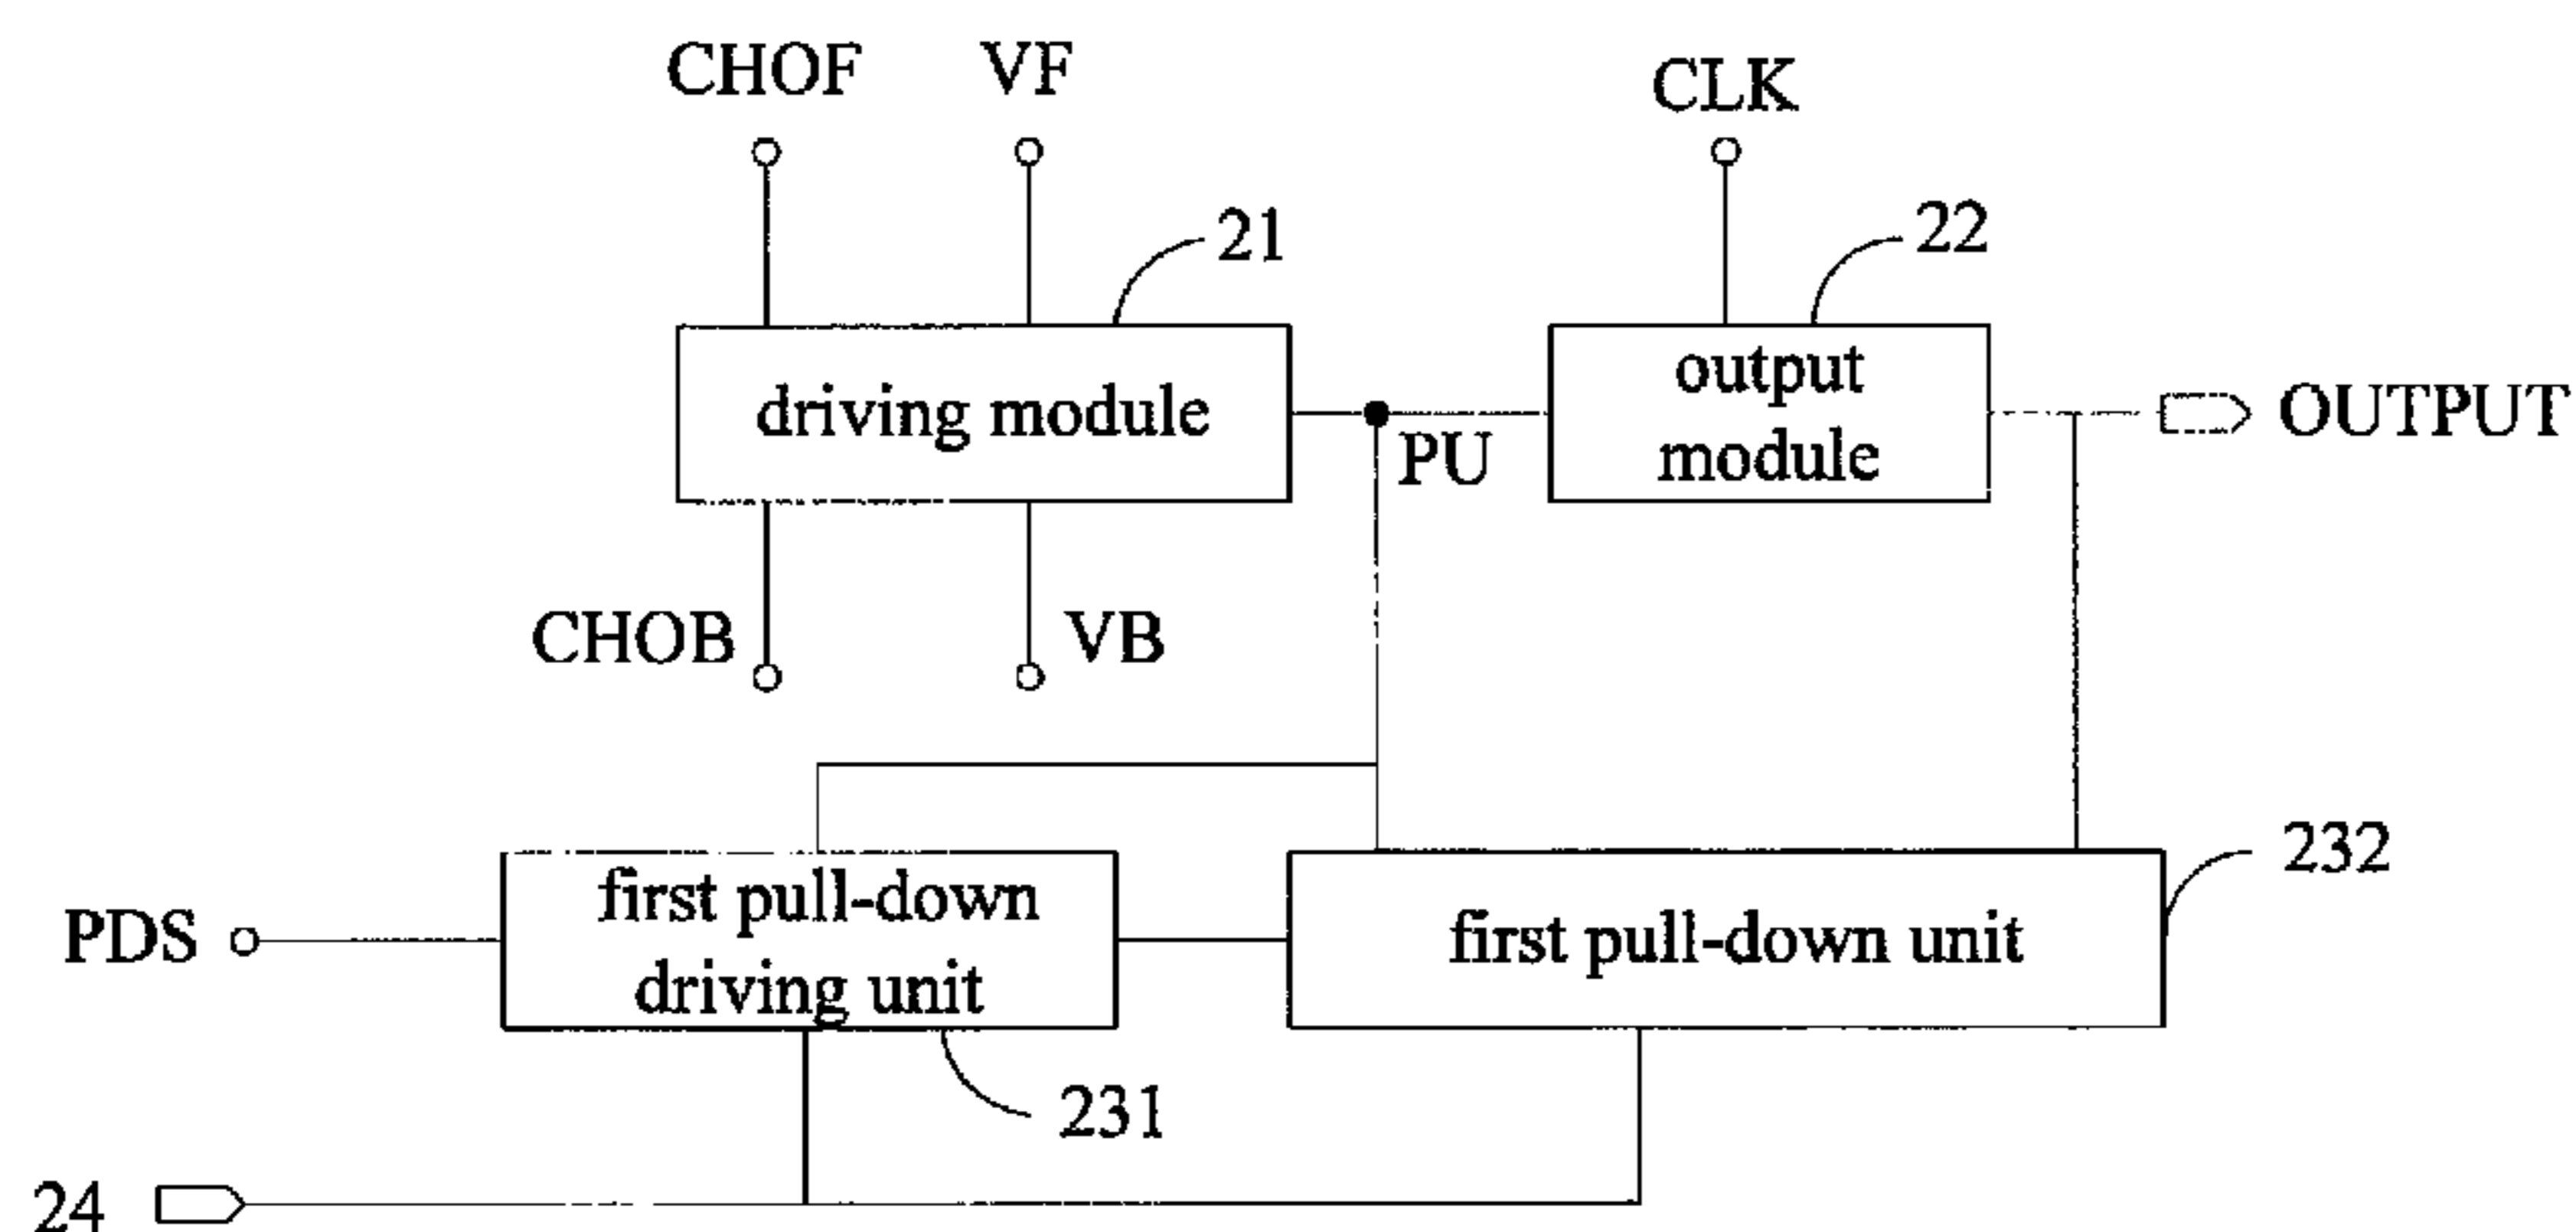 CHOF
VF
CLK
21
22
driving module
output
module
OUTPUT
PU
CHOB
VB
232
PDS
first pull-down
driving unit
first pull-down unit
231
24